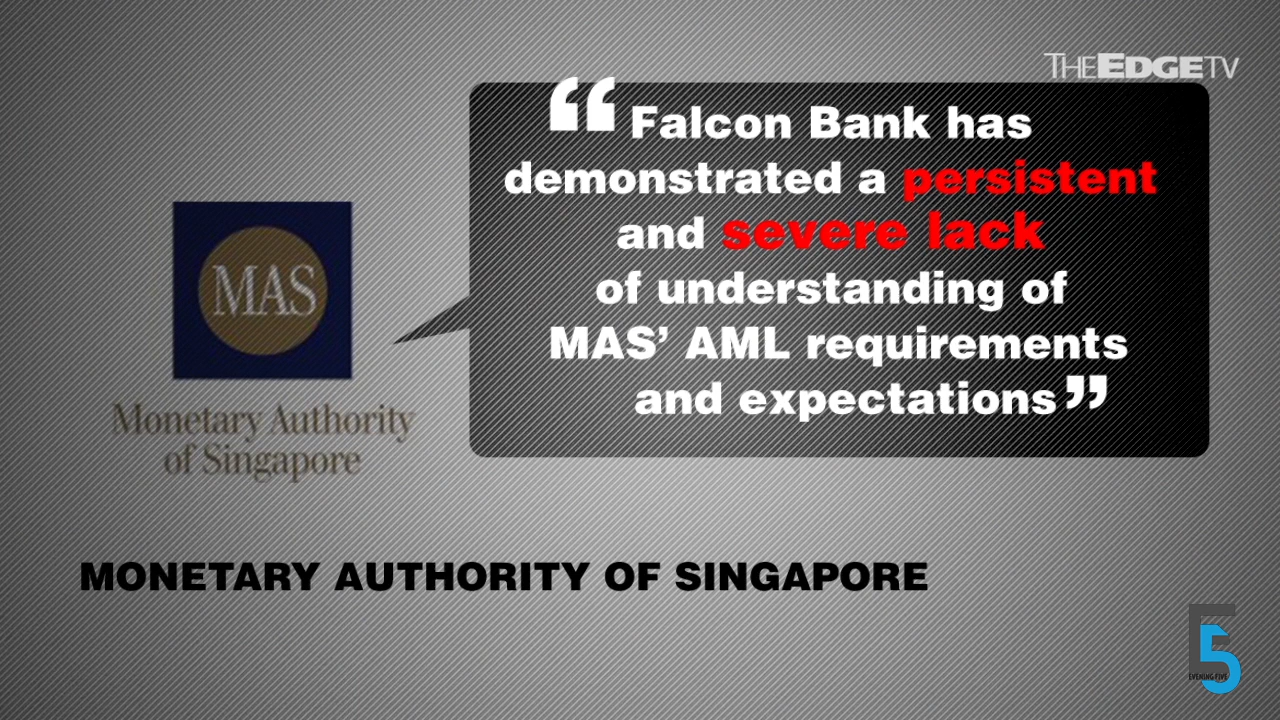 THEEDGETV
“Falcon Bank has
demonstrated a persistent
and severe lack
of understanding of
MAS’ AML requirements
and expectations”
MAS
Monetary Authority
of Singapore
MONETARY AUTHORITY OF SINGAPORE
E5
EVENING FIVE